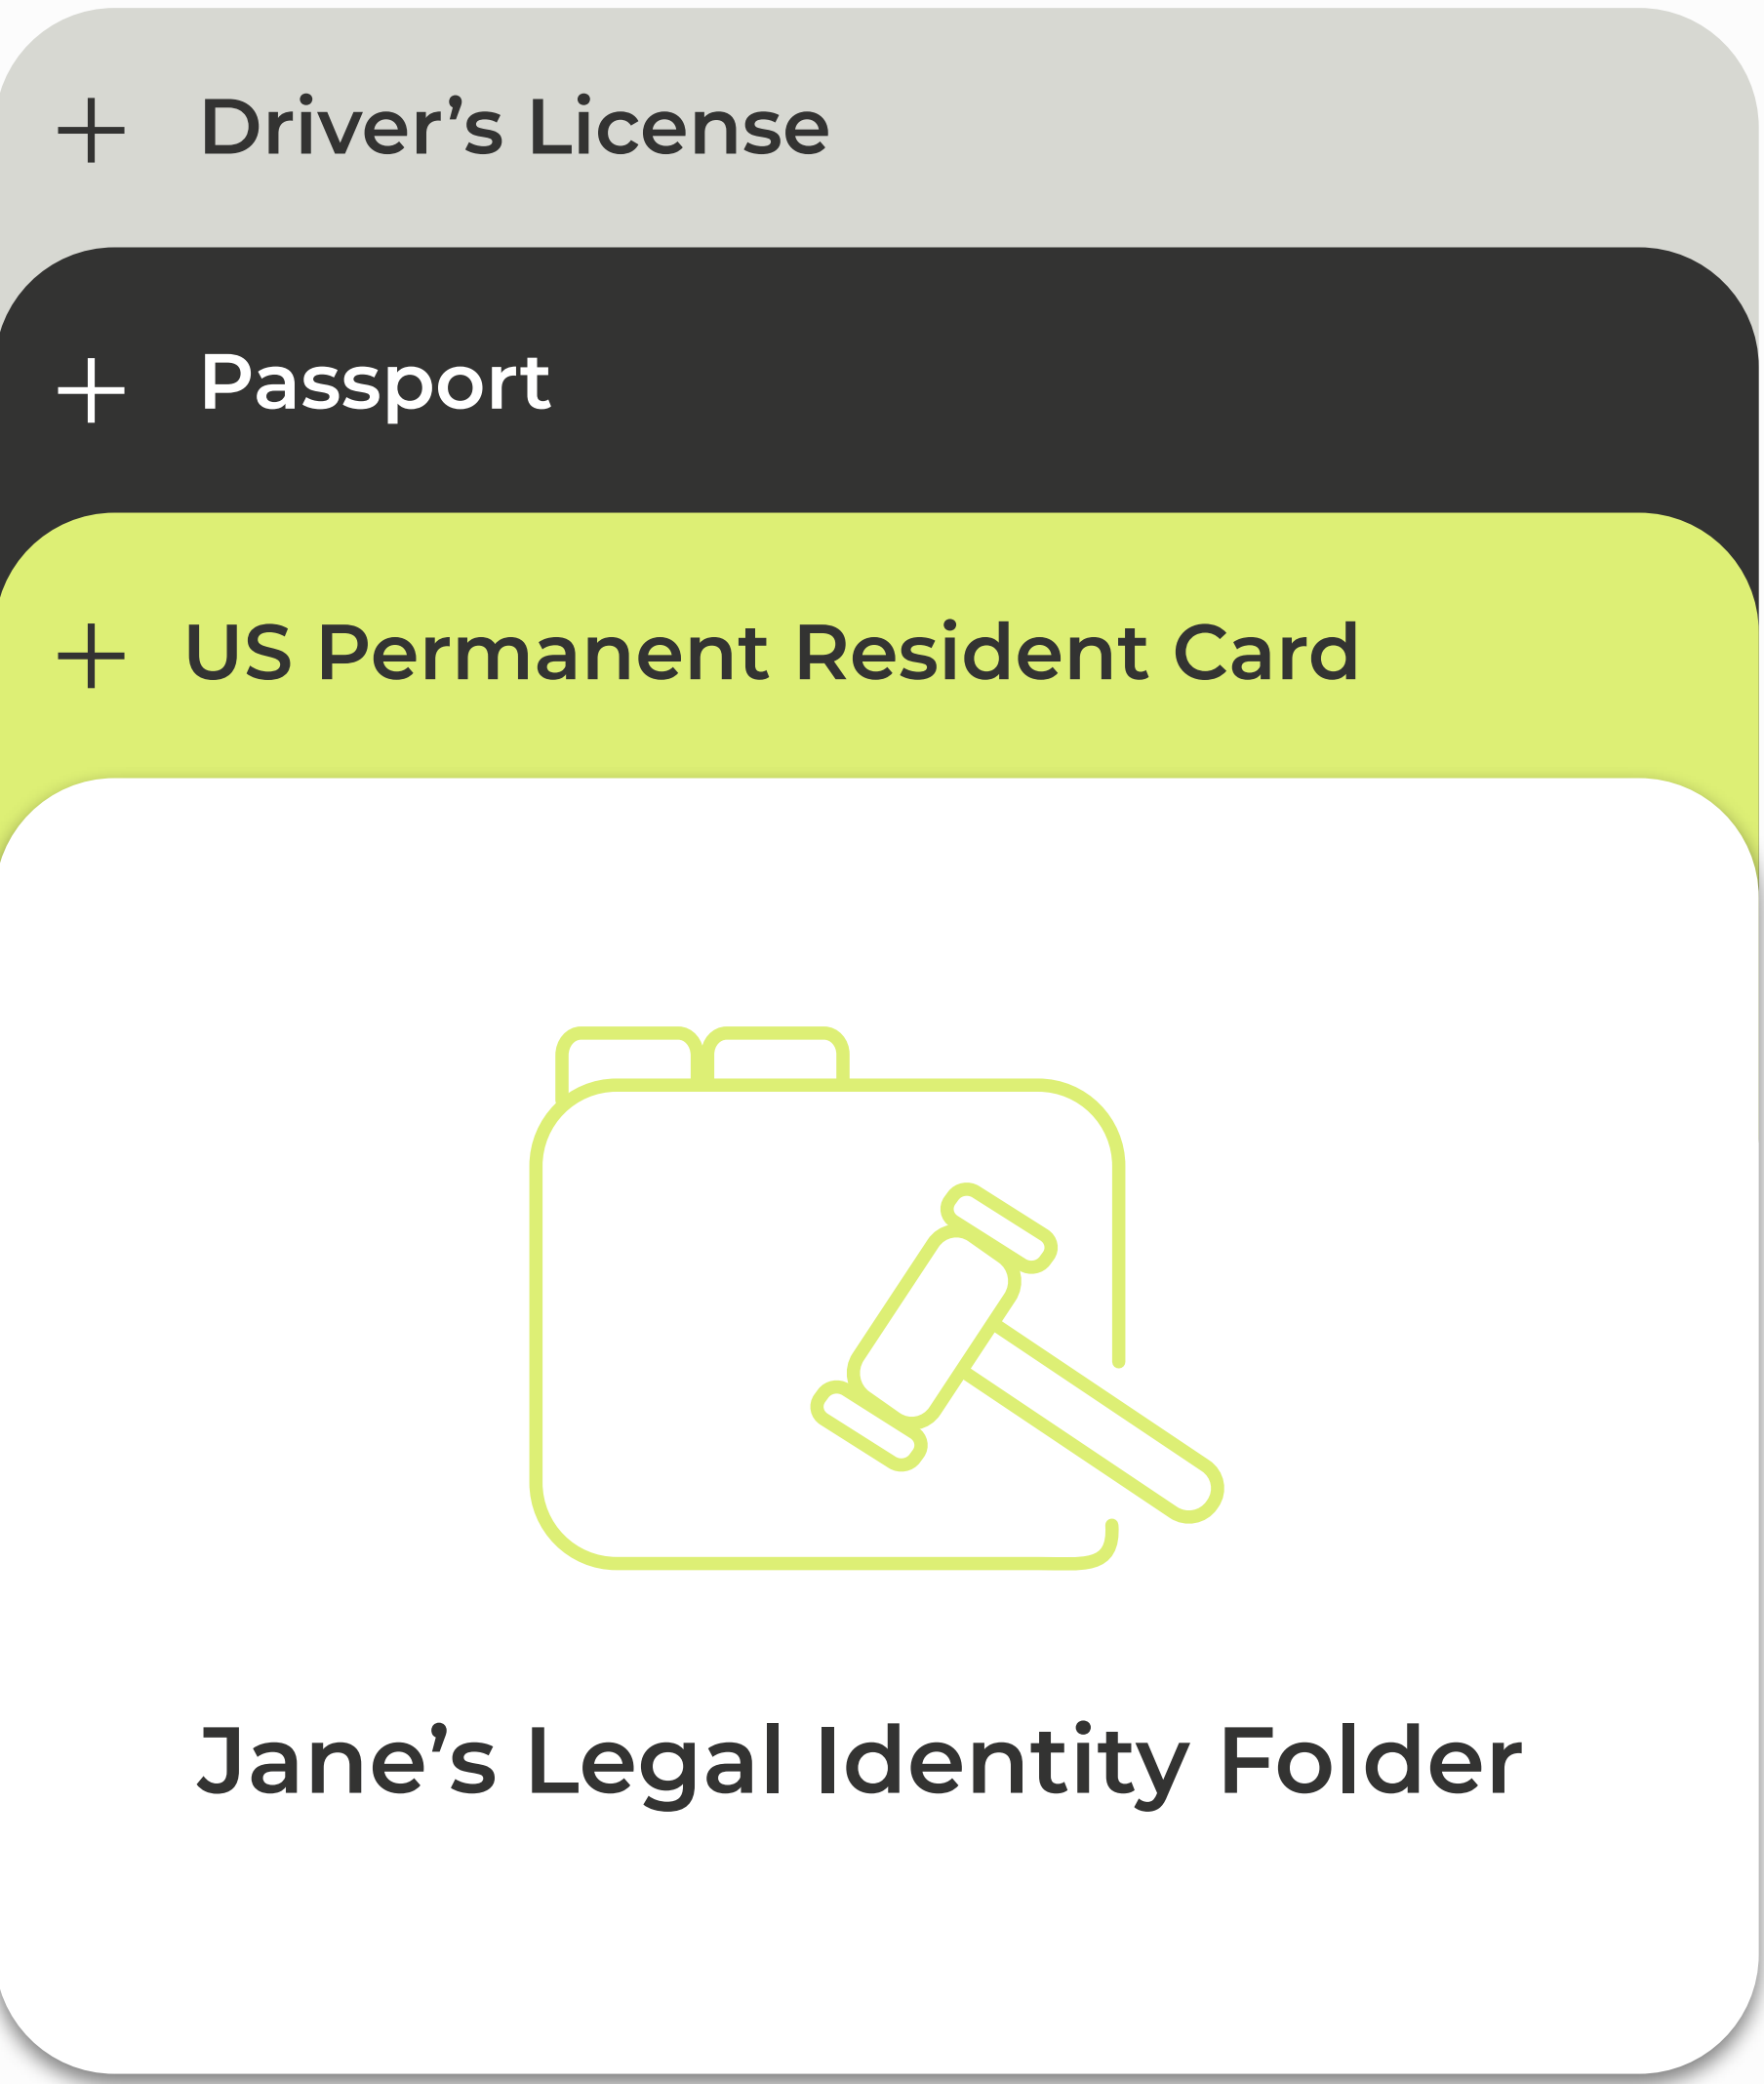 Driver’s License
Passport
US Permanent Resident Card
Jane’s Legal Identity Folder